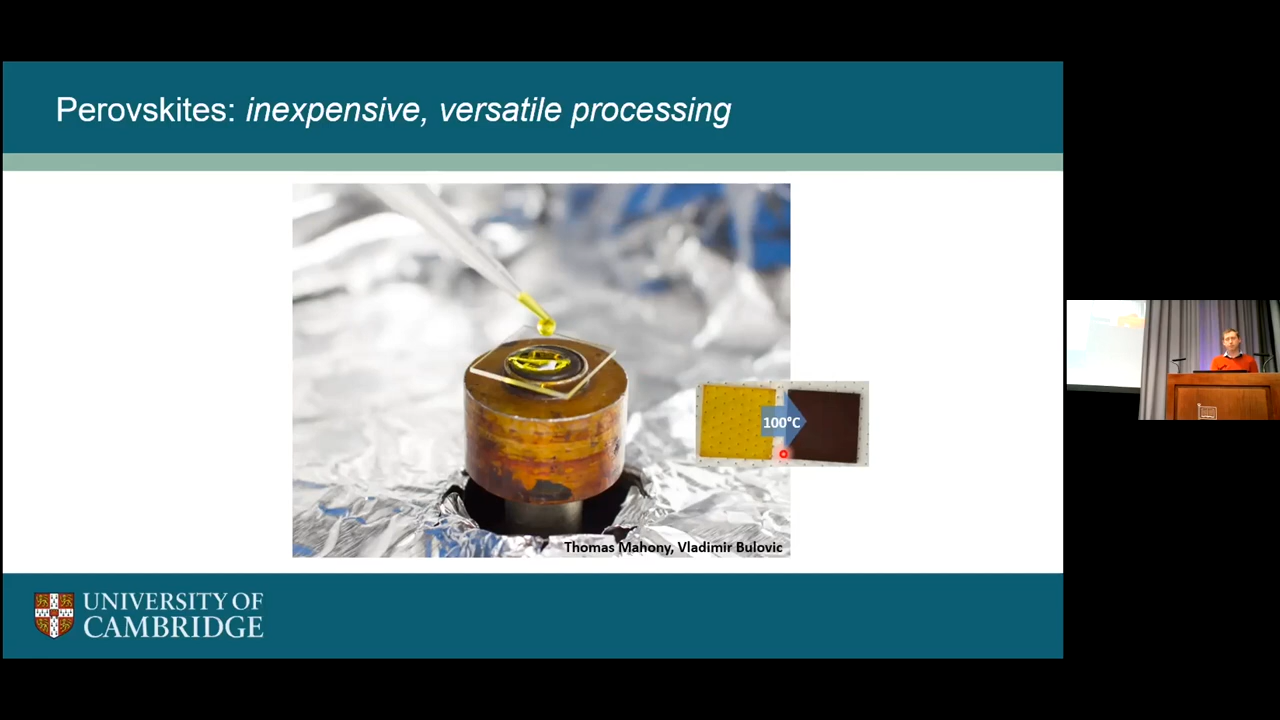 Perovskites: inexpensive, versatile processing
100°C
Thomas Mahony, Vladimir Bulovic
UNIVERSITY OF
CAMBRIDGE